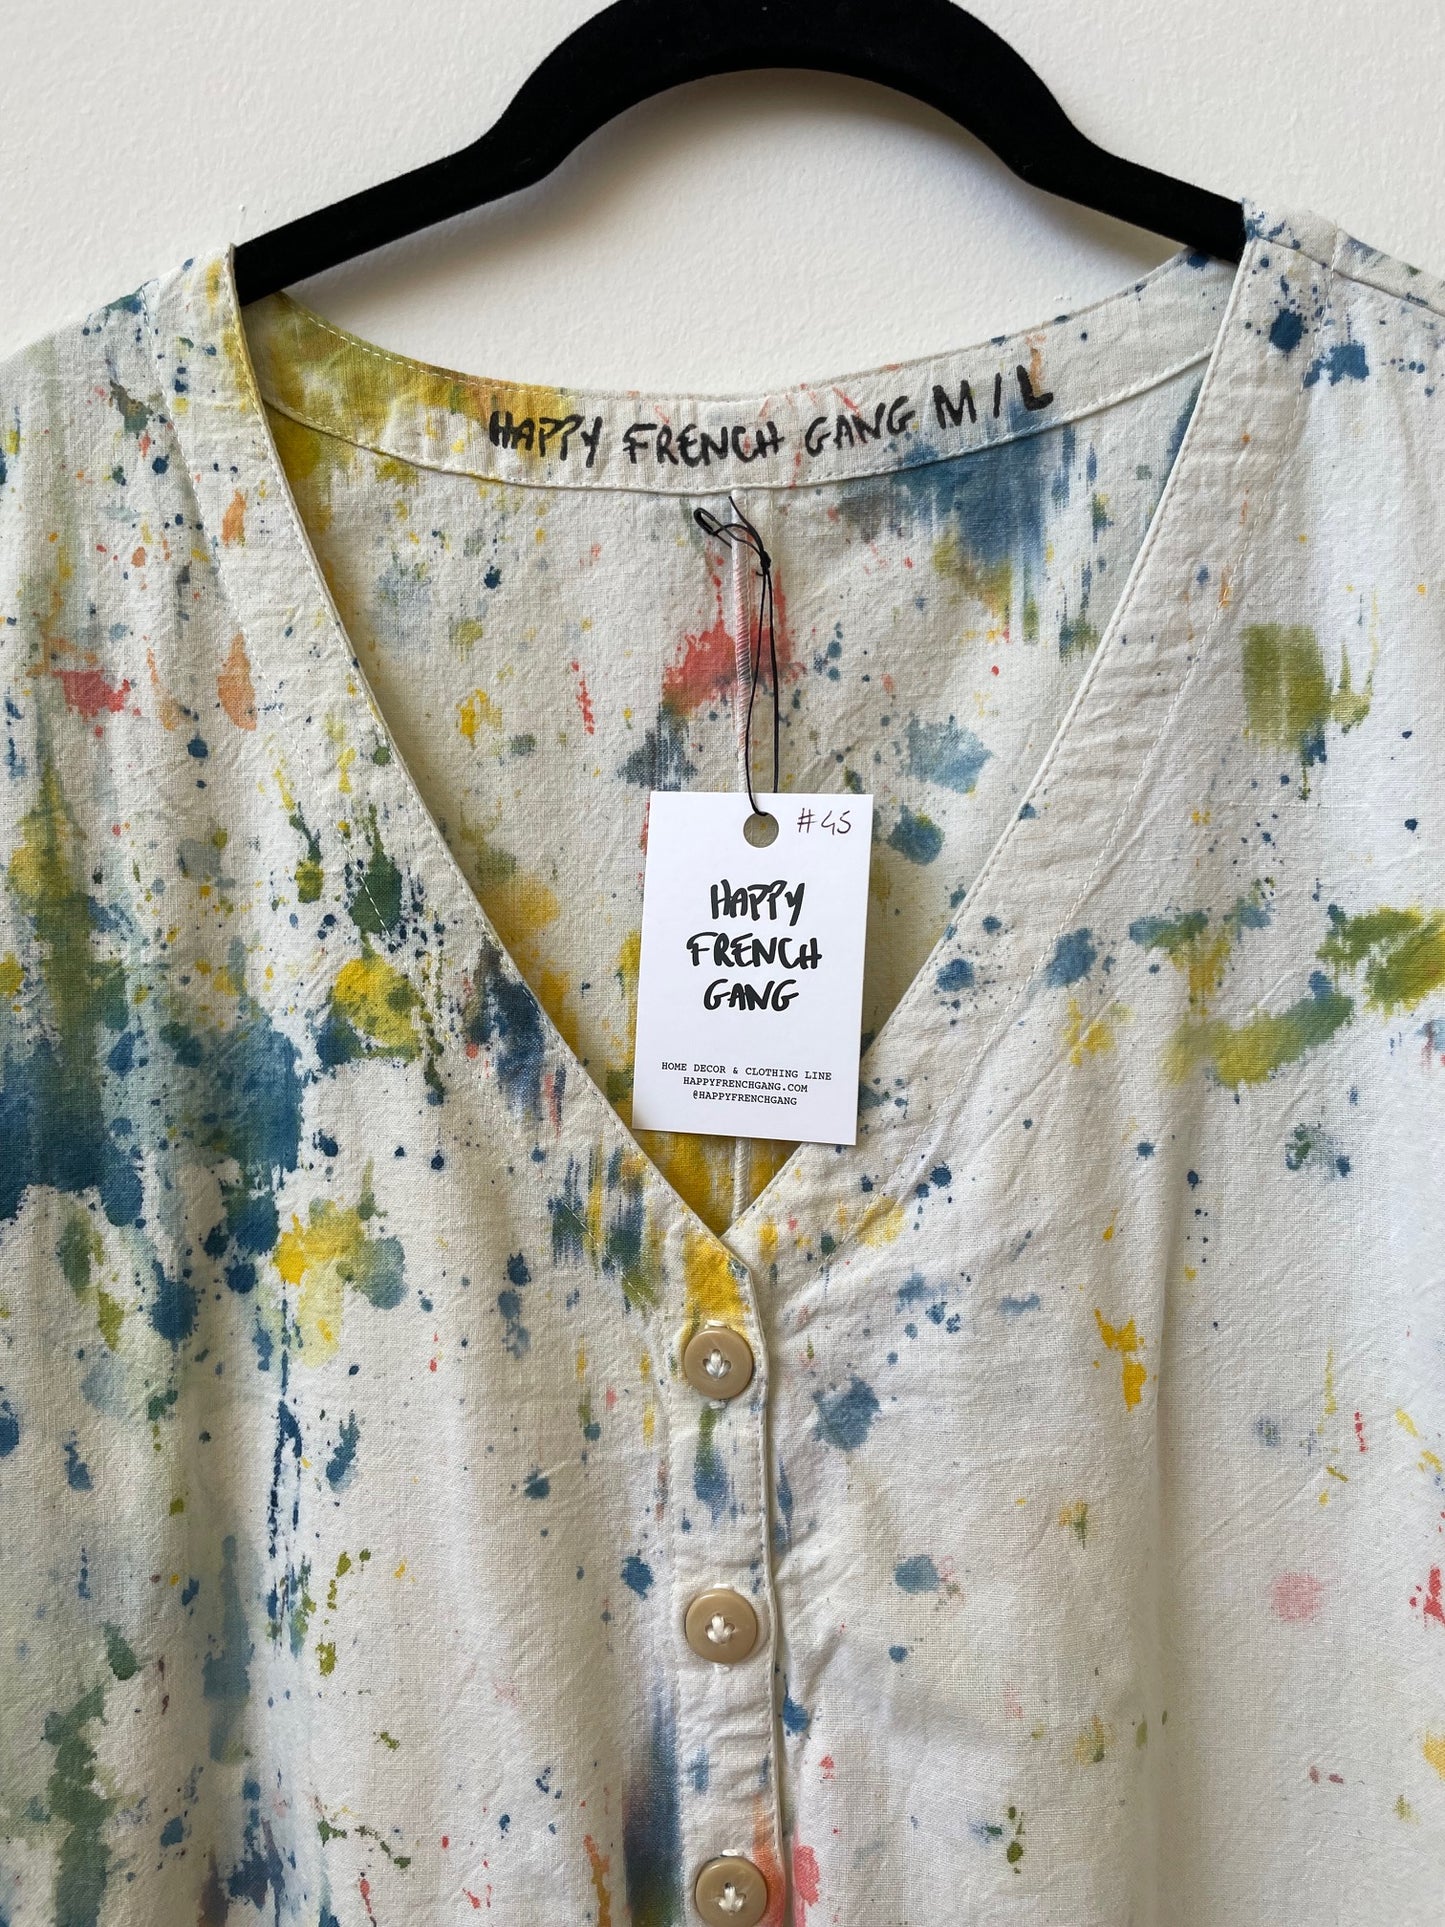 HAPPY FRENCH GANG M/L
#45
HAPPY
FRENCH
GANG
HOME DECOR & CLOTHING LINE
HAPPYFRENCHGANG.COM
@HAPPYFRENCHGANG